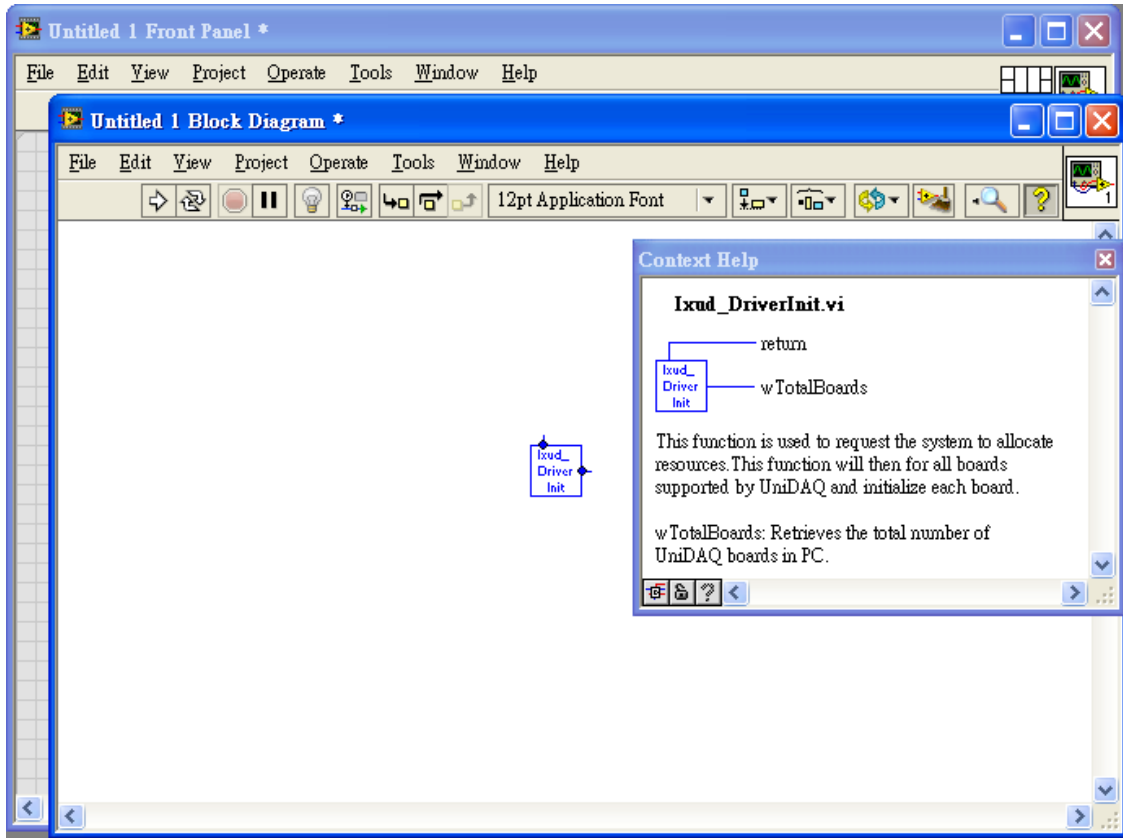 Untitled 1 Front Panel *
File Edit View Project Operate Tools Window Help
Untitled 1 Block Diagram *
File Edit View Project Operate Tools Window Help
12pt Application Font
1
Context Help
Ixud_DriverInit.vi
return
Ixud_
Driver
Init
wTotalBoards
This function is used to request the system to allocate
resources.This function will then for all boards
supported by UniDAQ and initialize each board.
wTotalBoards: Retrieves the total number of
UniDAQ boards in PC.
Ixud_
Driver
Init